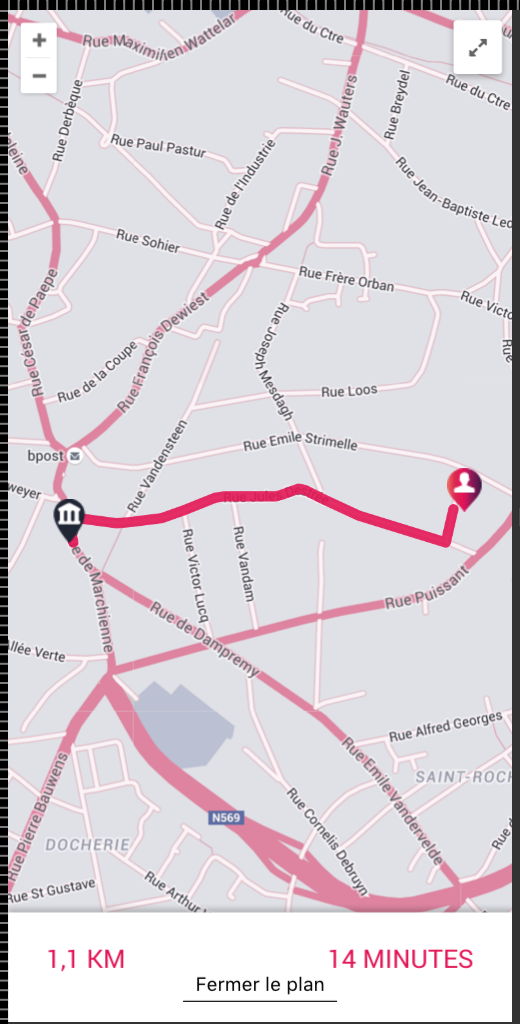 +
−
Rue Maximilien Wattelar
Rue du Ctre
Rue du Ctre
Rue Derbèque
Rue Breydel
Rue J. Wauters
Rue Paul Pastur
Rue de l'Industrie
eleine
Rue Jean-Baptiste Led
Rue Sohier
Rue Frère Orban
Rue Victo
Rue César de Paepe
Rue François Dewiest
Rue Joseph Mesdagh
Rue
Rue de la Coupe
Rue Loos
Rue Vandensteen
Rue Emile Strimelle
bpost
weyer
Rue Jules
Rue Victor Lucq
Rue Vandam
e de Marchienne
Rue Puissant
Rue de Dampremy
llée Verte
Rue Alfred Georges
Rue Emile Vandervelde
SAINT-ROCH
Rue Pierre Bauwens
Rue Cornelis Debruyn
N569
Rue d
DOCHERIE
Rue St Gustave
Rue Arthur
1,1 KM
14 MINUTES
Fermer le plan